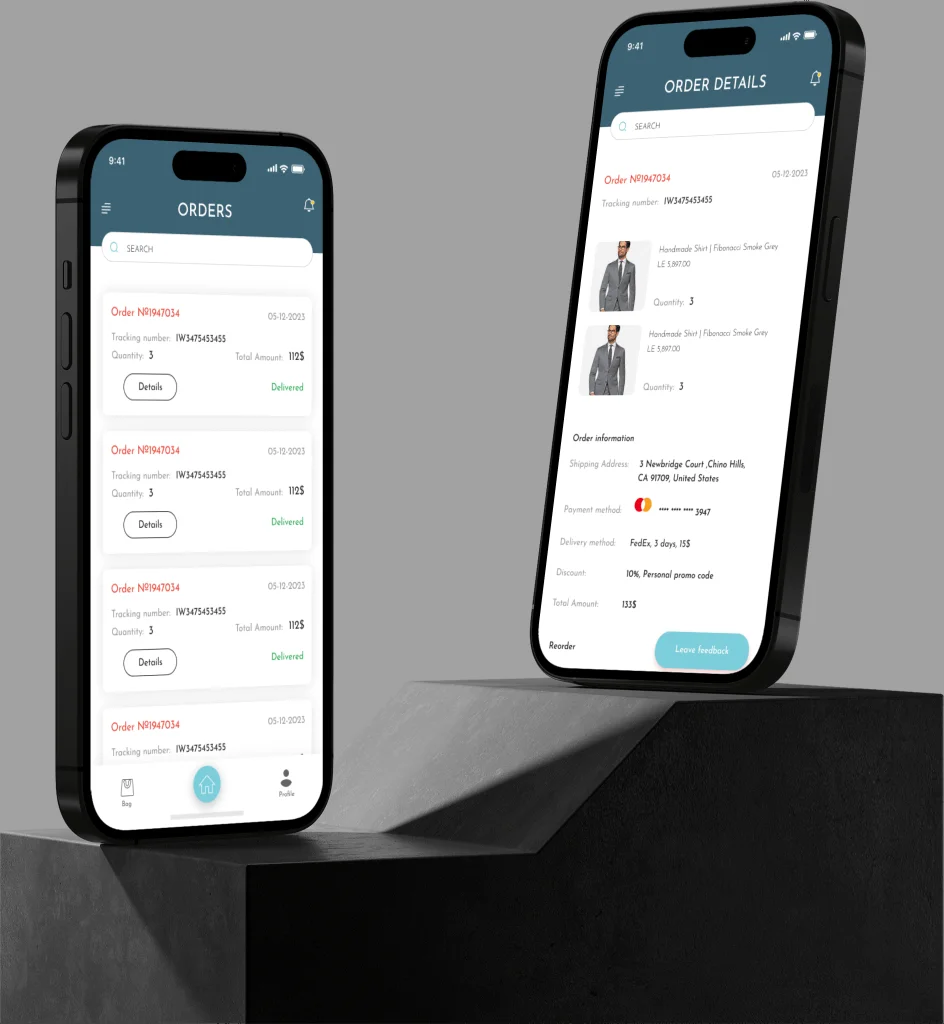 9:41
ORDERS
SEARCH
Order №1947034 05-12-2023
Tracking number: IW3475453455
Quantity: 3 Total Amount: 112$
Details Delivered
Order №1947034 05-12-2023
Tracking number: IW3475453455
Quantity: 3 Total Amount: 112$
Details Delivered
Order №1947034 05-12-2023
Tracking number: IW3475453455
Quantity: 3 Total Amount: 112$
Details Delivered
Order №1947034 05-12-2023
Tracking number: IW3475453455
Bag Profile
9:41
ORDER DETAILS
SEARCH
Order №1947034 05-12-2023
Tracking number: IW3475453455
Handmade Shirt | Fibonacci Smoke Grey
LE 5,897.00
Quantity: 3
Handmade Shirt | Fibonacci Smoke Grey
LE 5,897.00
Quantity: 3
Order information
Shipping Address: 3 Newbridge Court ,Chino Hills,
CA 91709, United States
Payment method: •••• •••• •••• 3947
Delivery method: FedEx, 3 days, 15$
Discount: 10%, Personal promo code
Total Amount: 133$
Reorder Leave feedback